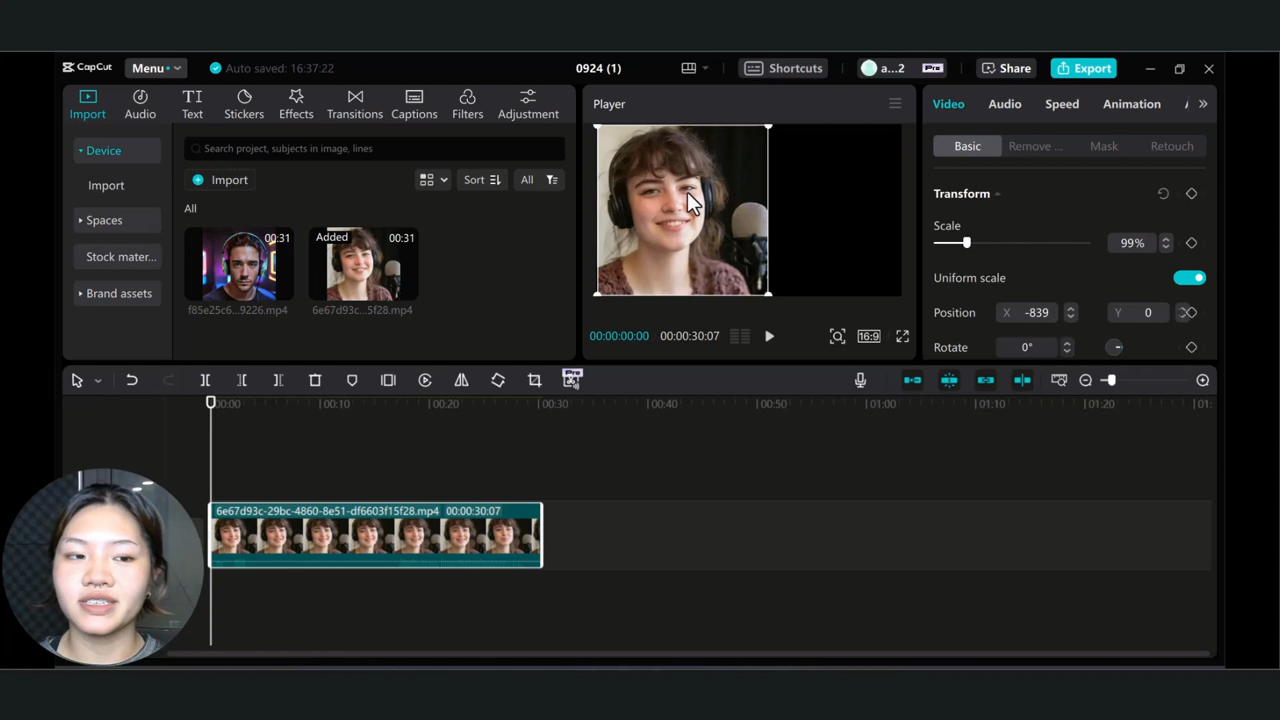 CapCut Menu Auto saved: 16:37:22 0924 (1) Shortcuts a...2 Pro Share Export
Import Audio Text Stickers Effects Transitions Captions Filters Adjustment
Device
Import
Spaces
Stock mater...
Brand assets
Search project, subjects in image, lines
Import Sort All
All
00:31 Added 00:31
f85e25c6...9226.mp4 6e67d93c...5f28.mp4
Player
00:00:00:00 00:00:30:07 16:9
Video Audio Speed Animation
Basic Remove ... Mask Retouch
Transform
Scale
99%
Uniform scale
Position X -839 Y 0
Rotate 0°
Pro
00:00 00:10 00:20 00:30 00:40 00:50 01:00 01:10 01:20 01:
6e67d93c-29bc-4860-8e51-df6603f15f28.mp4 00:00:30:07